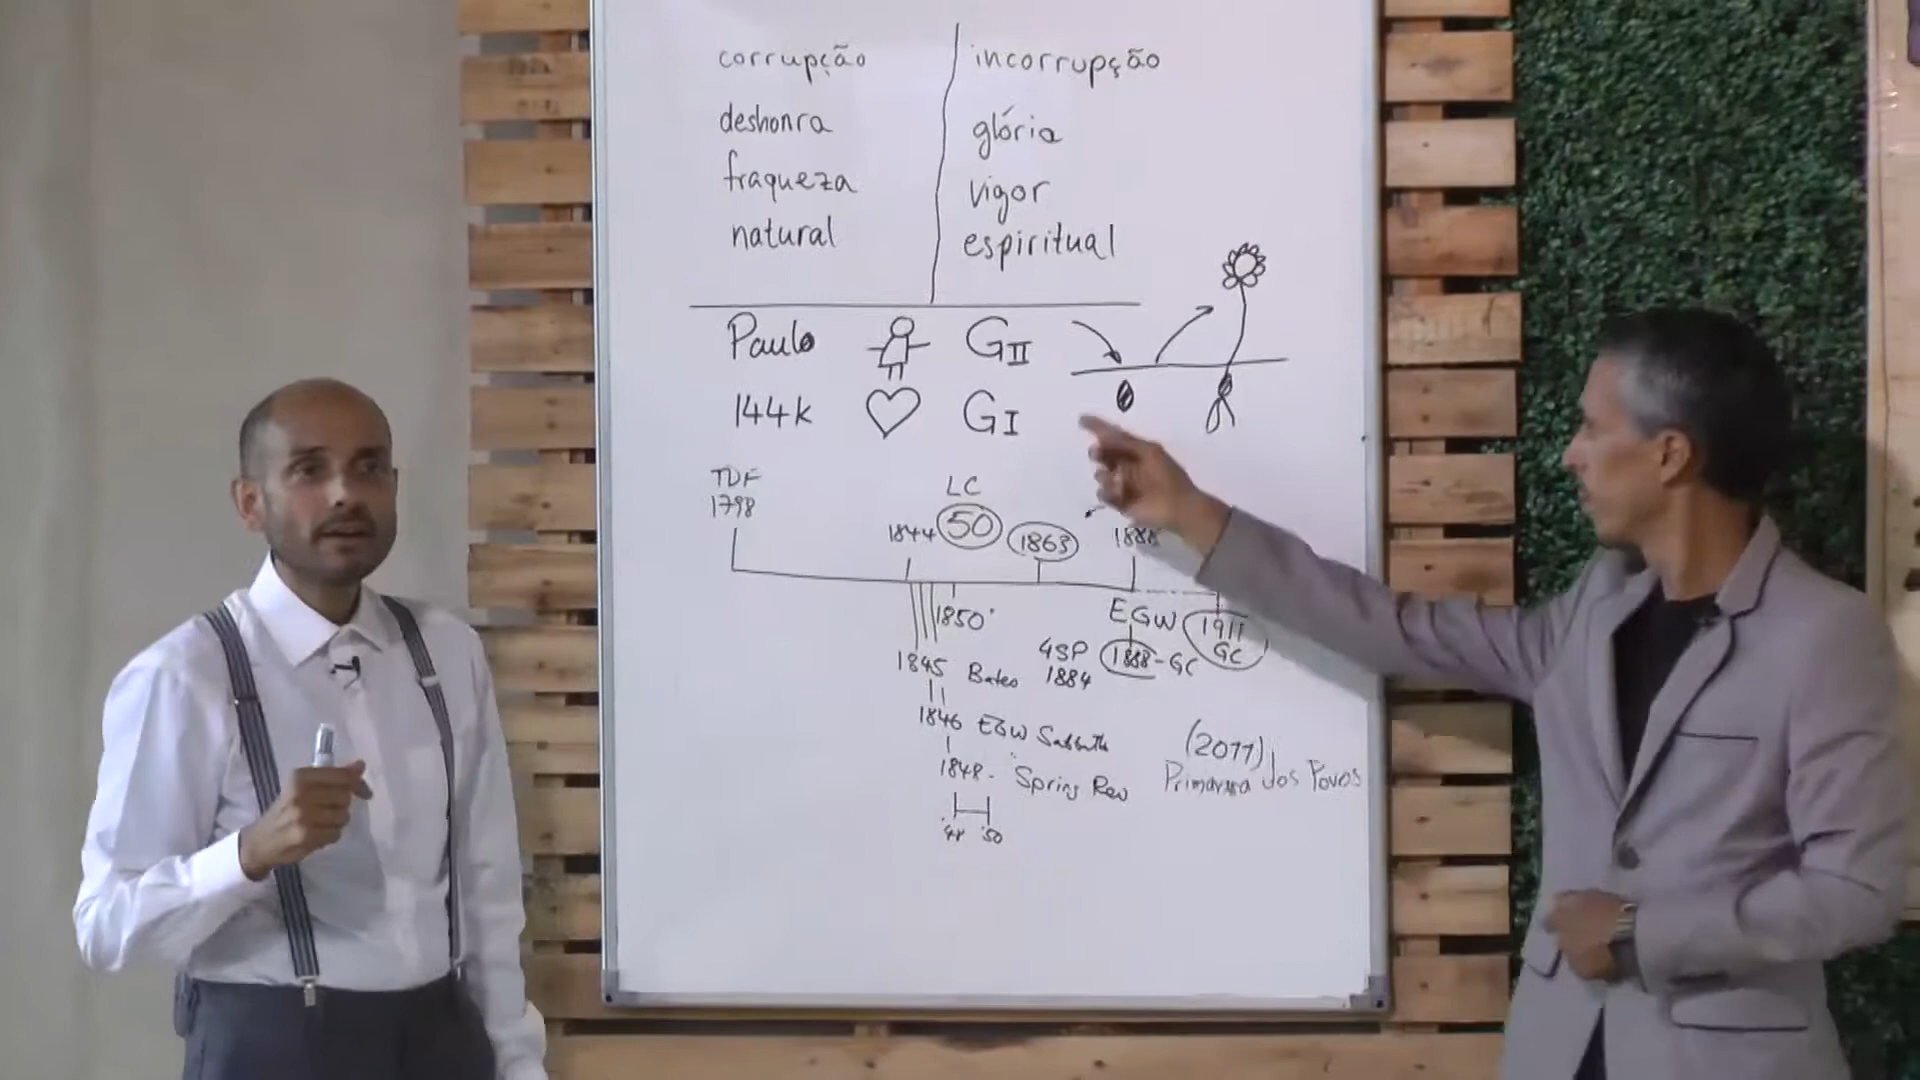 corrupção incorrupção
deshonra glória
fraqueza vigor
natural espiritual
Paulo GII
144k GI
TDF
1798
LC
1844 50 1863 1888
1850
EGW 1911
GC
1845 Bates 4SP 1888-GC
1884
1846 EGW Sabbath
1848- Spring Rev
(2011)
Primavera dos Povos
'48 '50